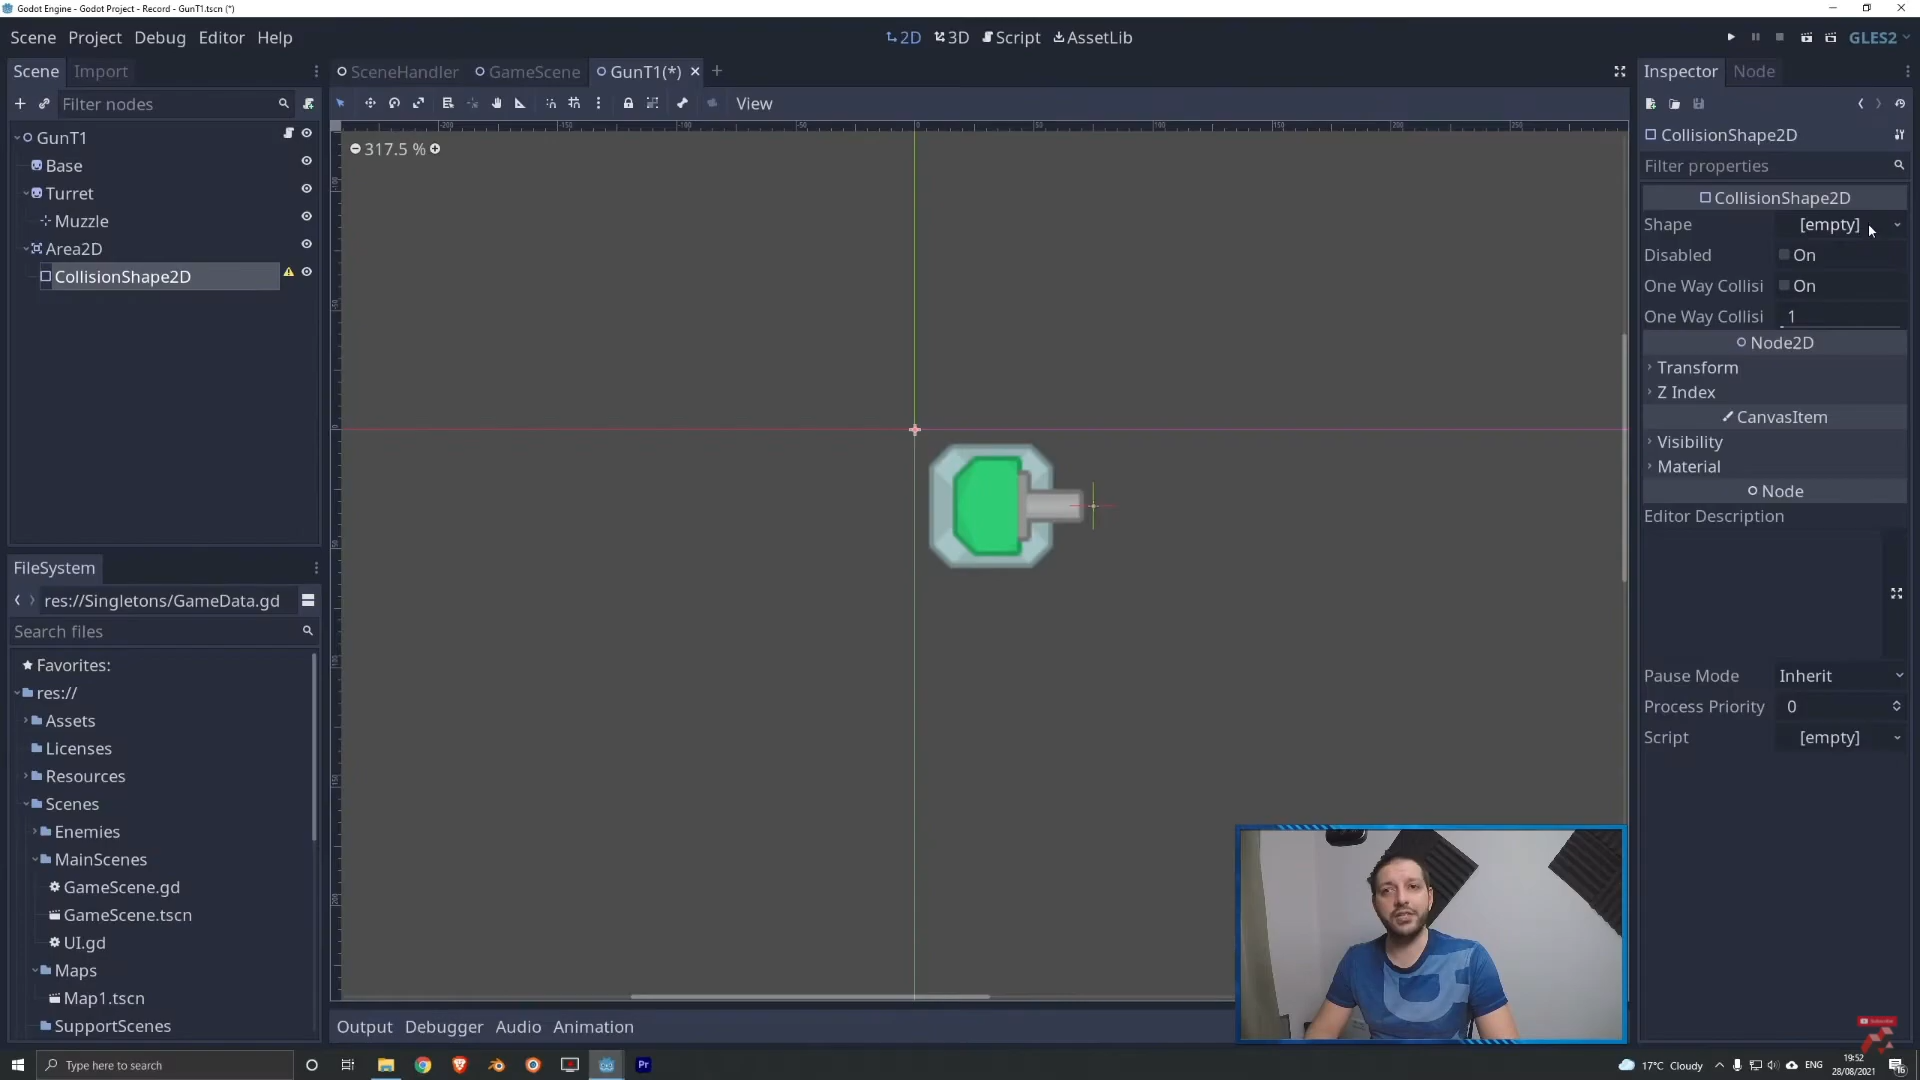 Godot Engine - Godot Project - Record - GunT1.tscn (*)
Scene Project Debug Editor Help
2D 3D Script AssetLib
GLES2
Scene Import
SceneHandler GameScene GunT1(*)
Inspector Node
Filter nodes
View
317.5 %
GunT1
Base
Turret
Muzzle
Area2D
CollisionShape2D
CollisionShape2D
Filter properties
CollisionShape2D
Shape [empty]
Disabled On
One Way Collisi On
One Way Collisi 1
Node2D
Transform
Z Index
CanvasItem
Visibility
Material
Node
Editor Description
Pause Mode Inherit
Process Priority 0
Script [empty]
FileSystem
res://Singletons/GameData.gd
Search files
Favorites:
res://
Assets
Licenses
Resources
Scenes
Enemies
MainScenes
GameScene.gd
GameScene.tscn
UI.gd
Maps
Map1.tscn
SupportScenes
Output Debugger Audio Animation
Type here to search
Pr
17°C Cloudy
ENG
19:52
28/08/2021